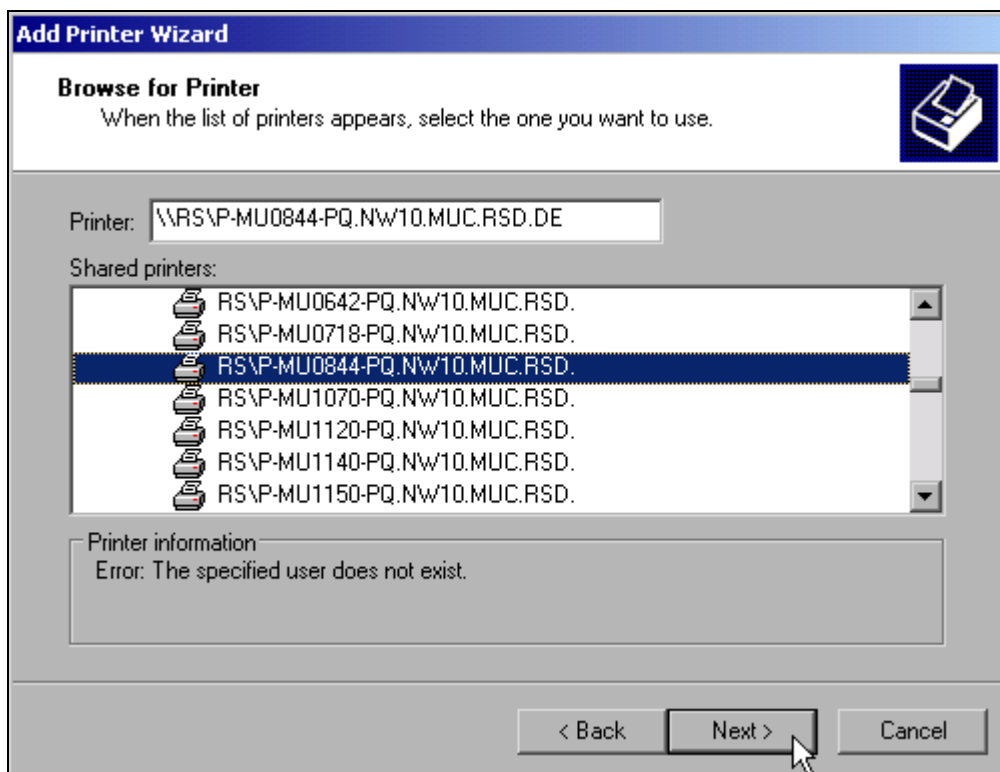 Add Printer Wizard
Browse for Printer
When the list of printers appears, select the one you want to use.
Printer: \\RS\P-MU0844-PQ.NW10.MUC.RSD.DE
Shared printers:
RS\P-MU0642-PQ.NW10.MUC.RSD.
RS\P-MU0718-PQ.NW10.MUC.RSD.
RS\P-MU0844-PQ.NW10.MUC.RSD.
RS\P-MU1070-PQ.NW10.MUC.RSD.
RS\P-MU1120-PQ.NW10.MUC.RSD.
RS\P-MU1140-PQ.NW10.MUC.RSD.
RS\P-MU1150-PQ.NW10.MUC.RSD.
Printer information
Error: The specified user does not exist.
< Back Next > Cancel